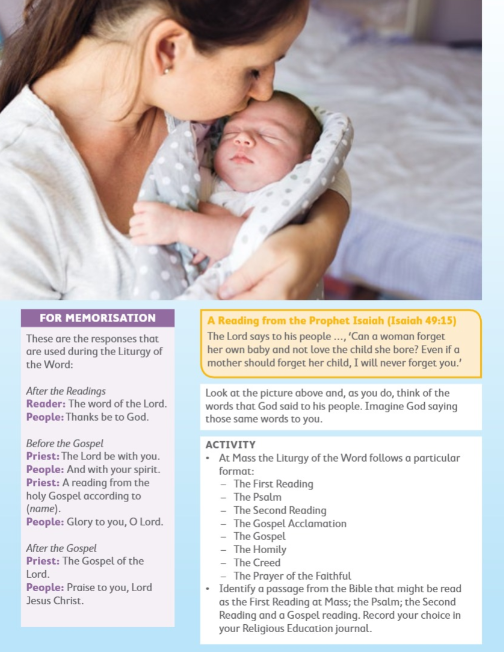 FOR MEMORISATION
These are the responses that
are used during the Liturgy of
the Word:
After the Readings
Reader: The word of the Lord.
People: Thanks be to God.
Before the Gospel
Priest: The Lord be with you.
People: And with your spirit.
Priest: A reading from the
holy Gospel according to
(name).
People: Glory to you, O Lord.
After the Gospel
Priest: The Gospel of the
Lord.
People: Praise to you, Lord
Jesus Christ.
A Reading from the Prophet Isaiah (Isaiah 49:15)
The Lord says to his people ..., ‘Can a woman forget
her own baby and not love the child she bore? Even if a
mother should forget her child, I will never forget you.’
Look at the picture above and, as you do, think of the
words that God said to his people. Imagine God saying
those same words to you.
ACTIVITY
• At Mass the Liturgy of the Word follows a particular
format:
– The First Reading
– The Psalm
– The Second Reading
– The Gospel Acclamation
– The Gospel
– The Homily
– The Creed
– The Prayer of the Faithful
• Identify a passage from the Bible that might be read
as the First Reading at Mass; the Psalm; the Second
Reading and a Gospel reading. Record your choice in
your Religious Education journal.